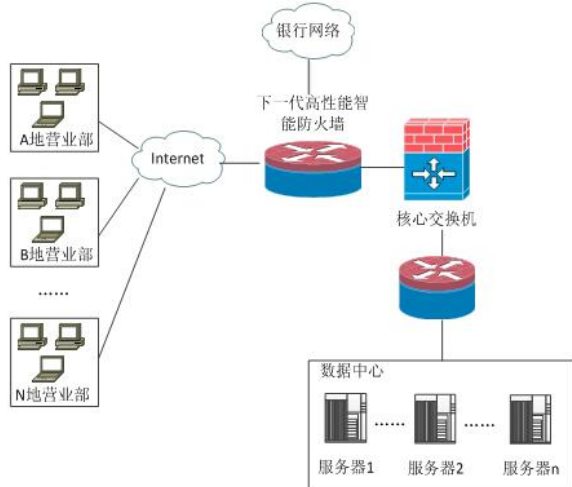 银行网络
下一代高性能智
能防火墙
A地营业部
Internet
核心交换机
B地营业部
......
N地营业部
数据中心
...... ......
服务器1 服务器2 服务器n